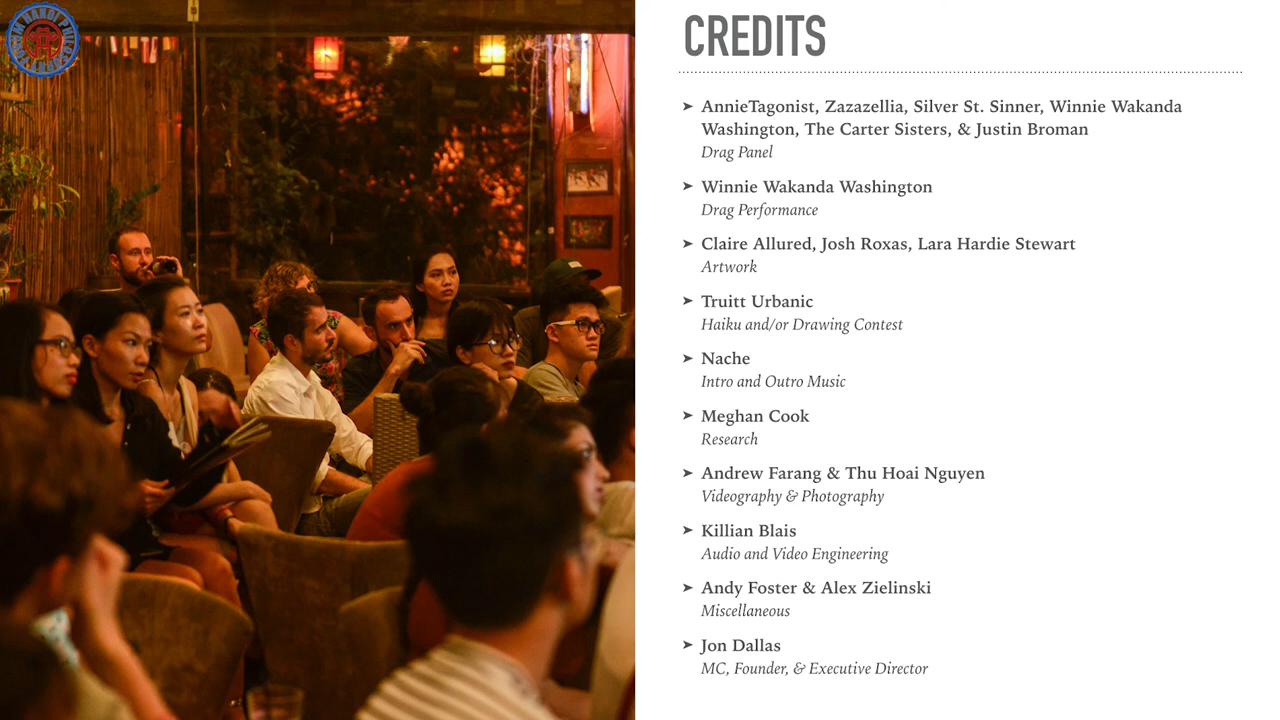 CREDITS
➤ AnnieTagonist, Zazazellia, Silver St. Sinner, Winnie Wakanda
Washington, The Carter Sisters, & Justin Broman
Drag Panel
➤ Winnie Wakanda Washington
Drag Performance
➤ Claire Allured, Josh Roxas, Lara Hardie Stewart
Artwork
➤ Truitt Urbanic
Haiku and/or Drawing Contest
➤ Nache
Intro and Outro Music
➤ Meghan Cook
Research
➤ Andrew Farang & Thu Hoai Nguyen
Videography & Photography
➤ Killian Blais
Audio and Video Engineering
➤ Andy Foster & Alex Zielinski
Miscellaneous
➤ Jon Dallas
MC, Founder, & Executive Director